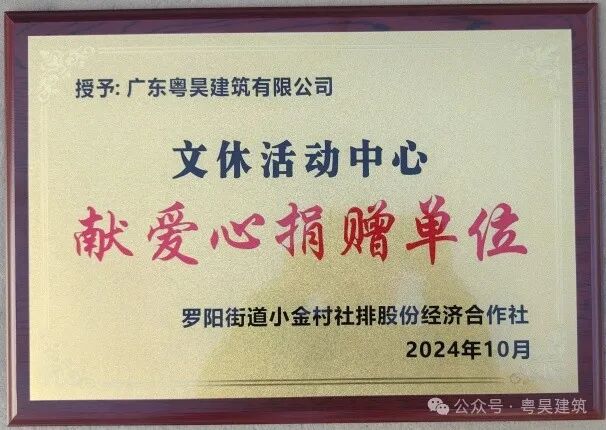 授予: 广东粤昊建筑有限公司
文休活动中心
献爱心捐赠单位
罗阳街道小金村社排股份经济合作社
2024年10月
公众号 · 粤昊建筑